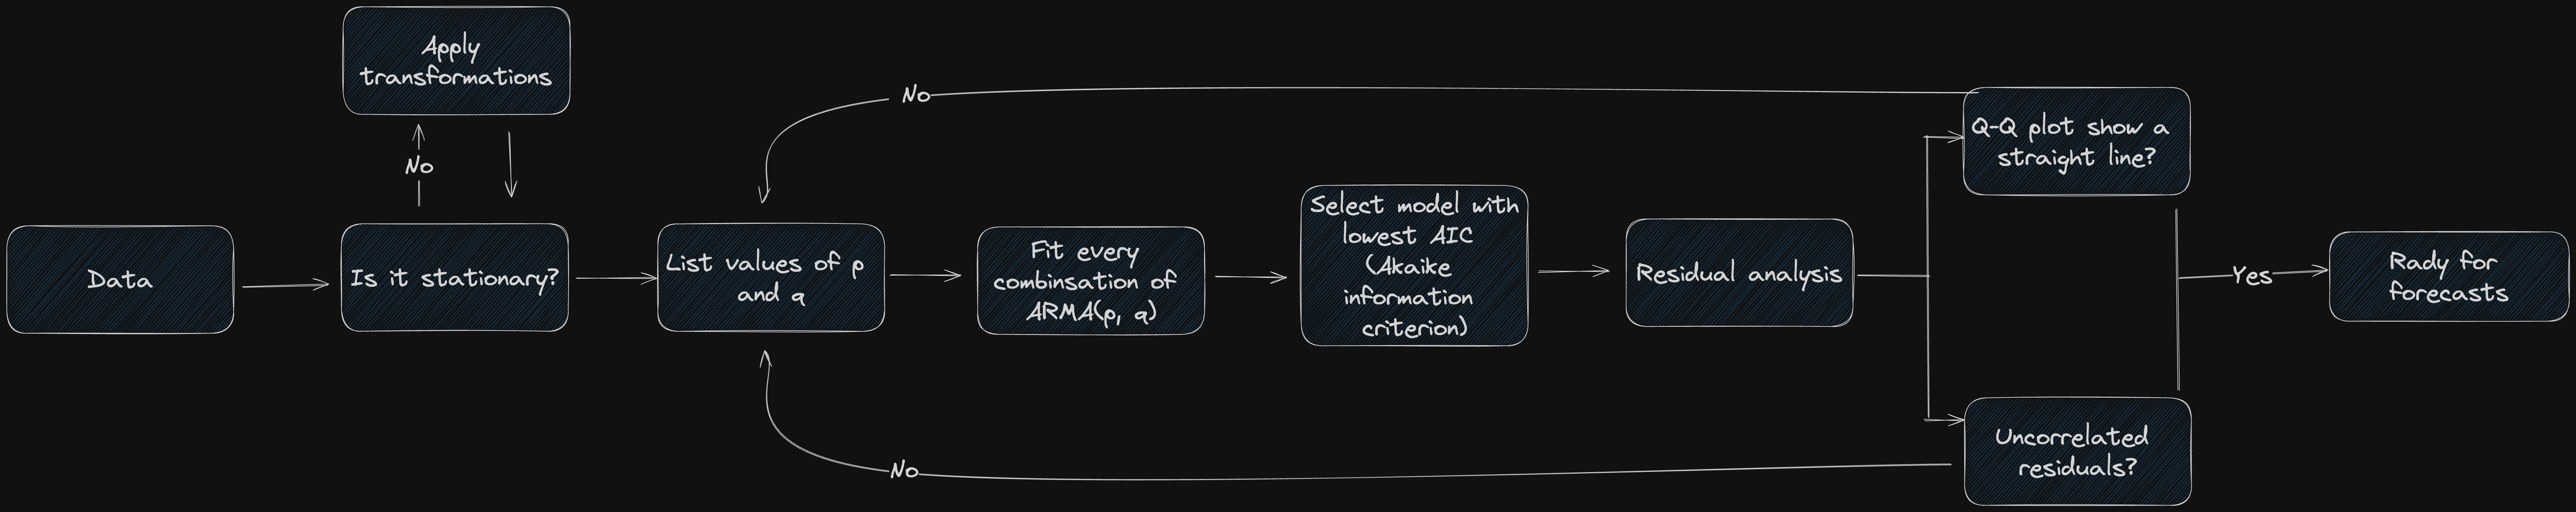 Apply
transformations
No
Data
Is it stationary?
List values of p
and q
Fit every
combinsation of
ARMA(p, q)
Select model with
lowest AIC
(Akaike
information
criterion)
Residual analysis
No
Q-Q plot show a
straight line?
Uncorrelated
residuals?
No
Yes
Rady for
forecasts